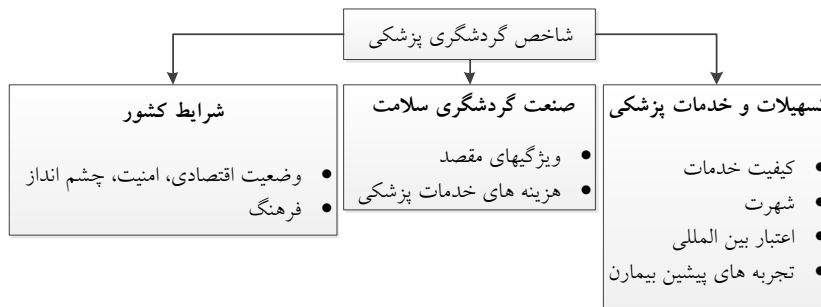 شاخص گردشگری پزشکی
تسهیلات و خدمات پزشکی
• کیفیت خدمات
• شهرت
• اعتبار بین المللی
• تجربه های پیشین بیمارن
صنعت گردشگری سلامت
• ویژگیهای مقصد
• هزینه های خدمات پزشکی
شرایط کشور
• وضعیت اقتصادی، امنیت، چشم انداز
• فرهنگ